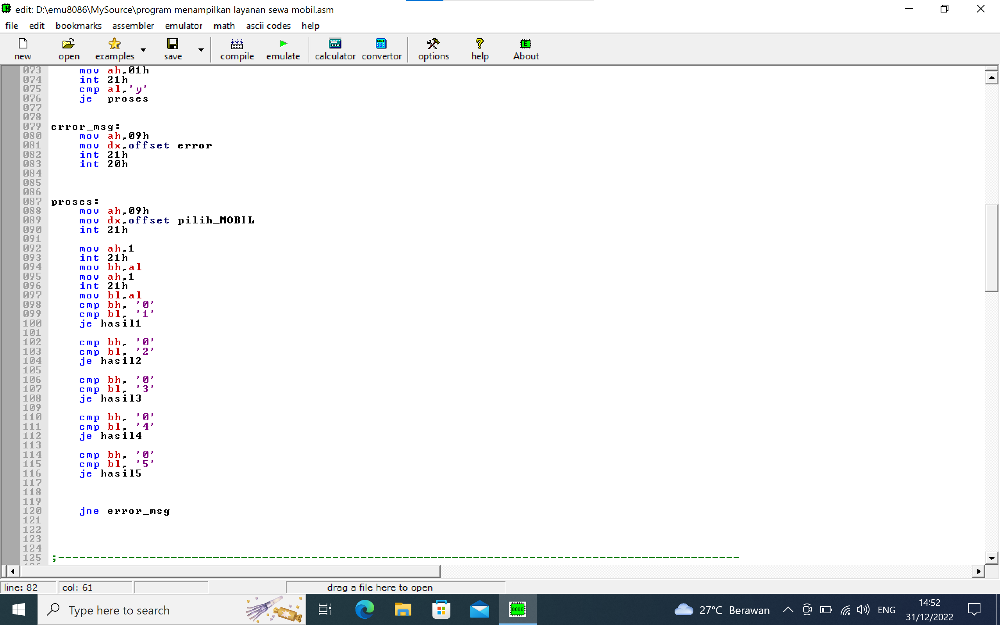 edit: D:\emu8086\MySource\program menampilkan layanan sewa mobil.asm
file edit bookmarks assembler emulator math ascii codes help
new open examples save compile emulate calculator convertor options help About
073 mov ah,01h
074 int 21h
075 cmp al,'y'
076 je proses
077
078
079 error_msg:
080 mov ah,09h
081 mov dx,offset error
082 int 21h
083 int 20h
084
085
086
087 proses:
088 mov ah,09h
089 mov dx,offset pilih_MOBIL
090 int 21h
091
092 mov ah,1
093 int 21h
094 mov bh,al
095 mov ah,1
096 int 21h
097 mov bl,al
098 cmp bh, '0'
099 cmp bl, '1'
100 je hasil1
101
102 cmp bh, '0'
103 cmp bl, '2'
104 je hasil2
105
106 cmp bh, '0'
107 cmp bl, '3'
108 je hasil3
109
110 cmp bh, '0'
111 cmp bl, '4'
112 je hasil4
113
114 cmp bh, '0'
115 cmp bl, '5'
116 je hasil5
117
118
119
120 jne error_msg
121
122
123
124
125 ;-------------------------------------------------------------------------------------------------
line: 82 col: 61 drag a file here to open
Type here to search 8086 27°C Berawan ENG 14:52
31/12/2022